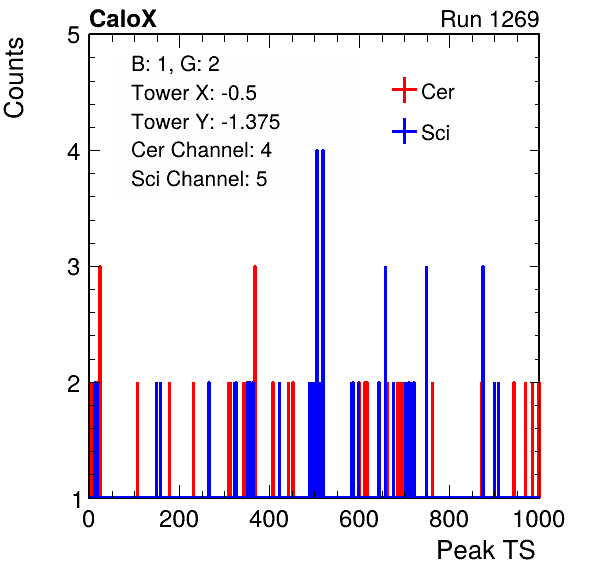 CaloX Run 1269
Counts
5
B: 1, G: 2
Tower X: -0.5
Tower Y: -1.375
Cer Channel: 4
Sci Channel: 5
Cer
Sci
4
3
2
1
0 200 400 600 800 1000
Peak TS